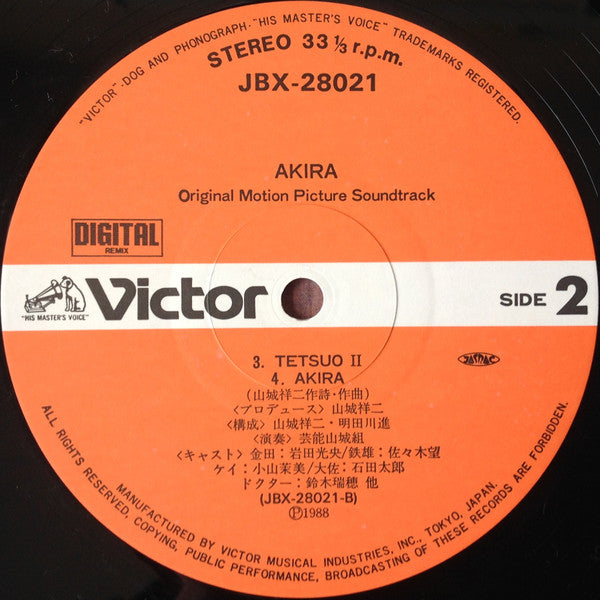 "VICTOR"-DOG AND PHONOGRAPH-"HIS MASTER'S VOICE" TRADEMARKS REGISTERED.
STEREO 33 1/3 r.p.m.
JBX-28021
AKIRA
Original Motion Picture Soundtrack
DIGITAL
REMIX
"HIS MASTER'S VOICE"
Victor
SIDE 2
JASRAC
3. TETSUO II
4. AKIRA
(山城祥二作詩・作曲)
<プロデュース> 山城祥二
<構成> 山城祥二・明田川進
<演奏> 芸能山城組
<キャスト> 金田:岩田光央/鉄雄:佐々木望
ケイ:小山茉美/大佐:石田太郎
ドクター:鈴木瑞穂 他
(JBX-28021-B)
Ⓟ1988
MANUFACTURED BY VICTOR MUSICAL INDUSTRIES, INC., TOKYO, JAPAN.
ALL RIGHTS RESERVED, COPYING, PUBLIC PERFORMANCE, BROADCASTING OF THESE RECORDS ARE FORBIDDEN.